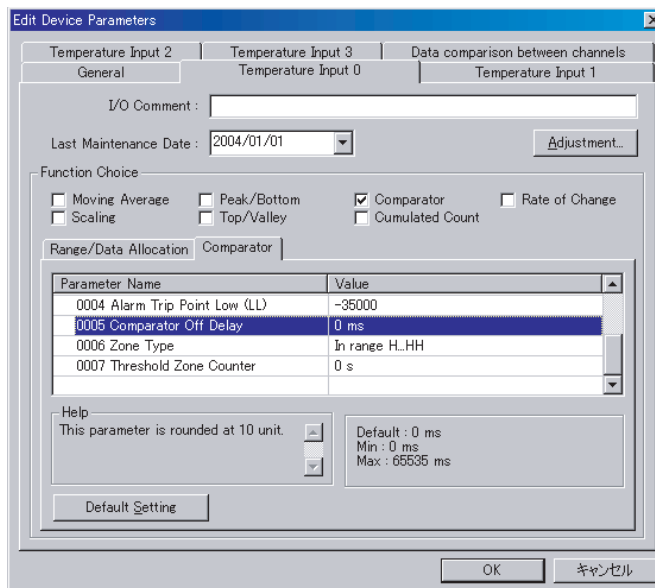 Edit Device Parameters
Temperature Input 2 Temperature Input 3 Data comparison between channels
General Temperature Input 0 Temperature Input 1
I/O Comment :
Last Maintenance Date : 2004/01/01 Adjustment...
Function Choice
Moving Average Peak/Bottom Comparator Rate of Change
Scaling Top/Valley Cumulated Count
Range/Data Allocation Comparator
Parameter Name Value
0004 Alarm Trip Point Low (LL) -35000
0005 Comparator Off Delay 0 ms
0006 Zone Type In range H...HH
0007 Threshold Zone Counter 0 s
Help
This parameter is rounded at 10 unit.
Default : 0 ms
Min : 0 ms
Max : 65535 ms
Default Setting
OK キャンセル